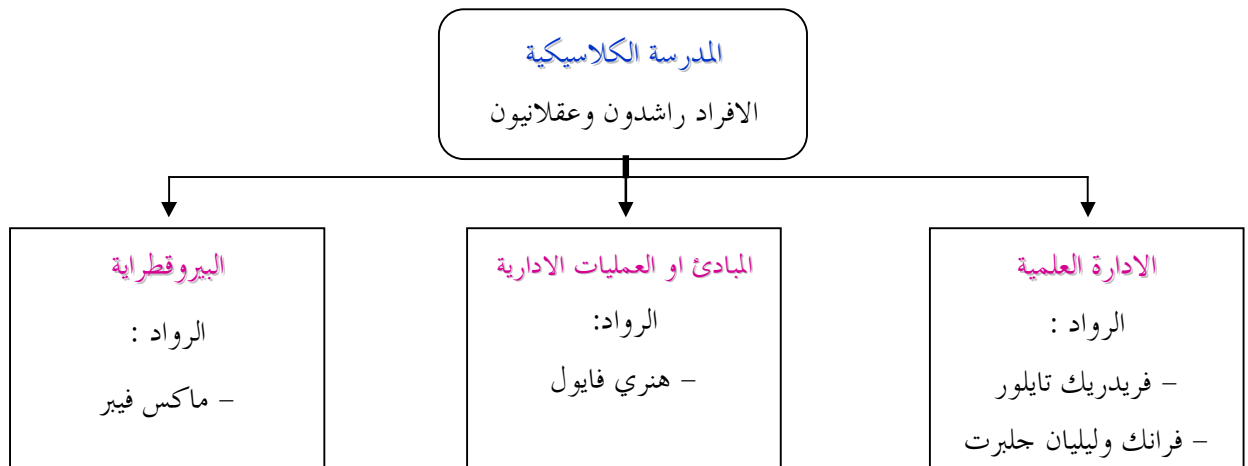 المدرسة الكلاسيكية
الافراد راشدون وعقلانيون
الادارة العلمية
الرواد :
– فريدريك تايلور
– فرانك وليليان جلبرت
المبادئ او العمليات الادارية
الرواد:
– هنري فايول
البيروقطراية
الرواد :
– ماكس فيبر